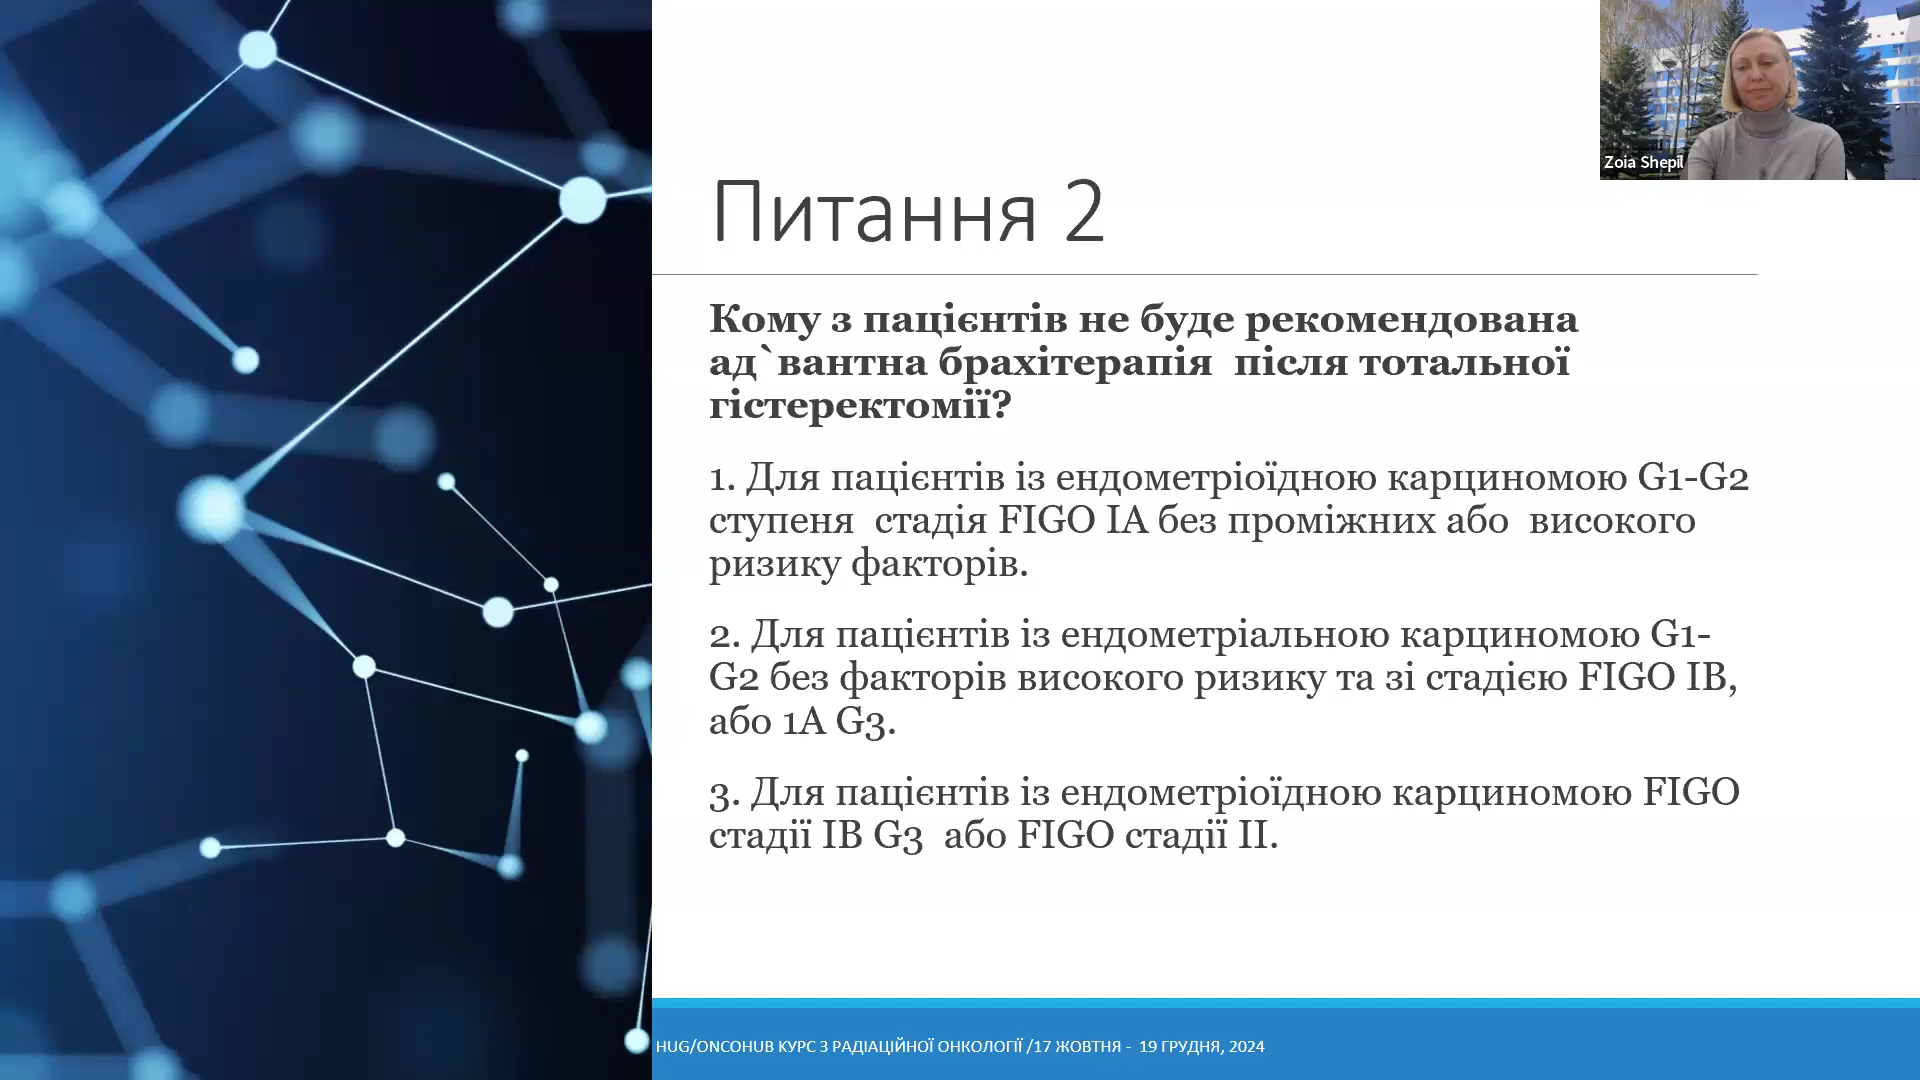 Zoia Shepil
Питання 2
Кому з пацієнтів не буде рекомендована
ад`вантна брахітерапія після тотальної
гістеректомії?
1. Для пацієнтів із ендометріоїдною карциномою G1-G2
ступеня стадія FIGO IA без проміжних або високого
ризику факторів.
2. Для пацієнтів із ендометріальною карциномою G1-
G2 без факторів високого ризику та зі стадією FIGO IB,
або 1А G3.
3. Для пацієнтів із ендометріоїдною карциномою FIGO
стадії IB G3 або FIGO стадії II.
HUG/ONCOHUB КУРС З РАДІАЦІЙНОЇ ОНКОЛОГІЇ /17 ЖОВТНЯ - 19 ГРУДНЯ, 2024